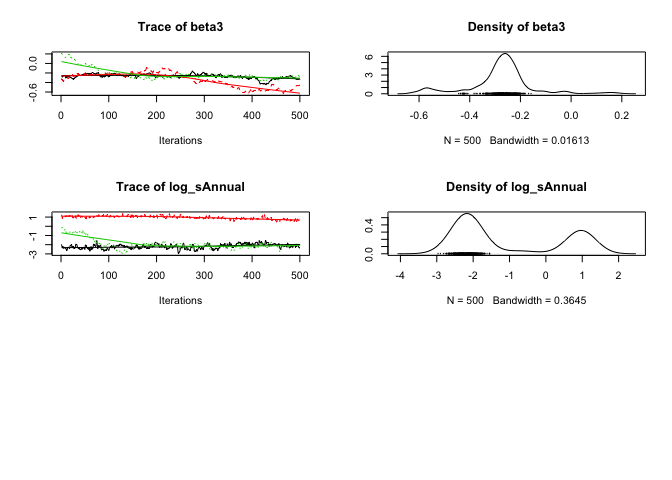 Trace of beta3
0.0
-0.6
0 100 200 300 400 500
Iterations
Density of beta3
6
3
0
-0.6 -0.4 -0.2 0.0 0.2
N = 500 Bandwidth = 0.01613
Trace of log_sAnnual
1
-1
-3
0 100 200 300 400 500
Iterations
Density of log_sAnnual
0.4
0.0
-4 -3 -2 -1 0 1 2
N = 500 Bandwidth = 0.3645